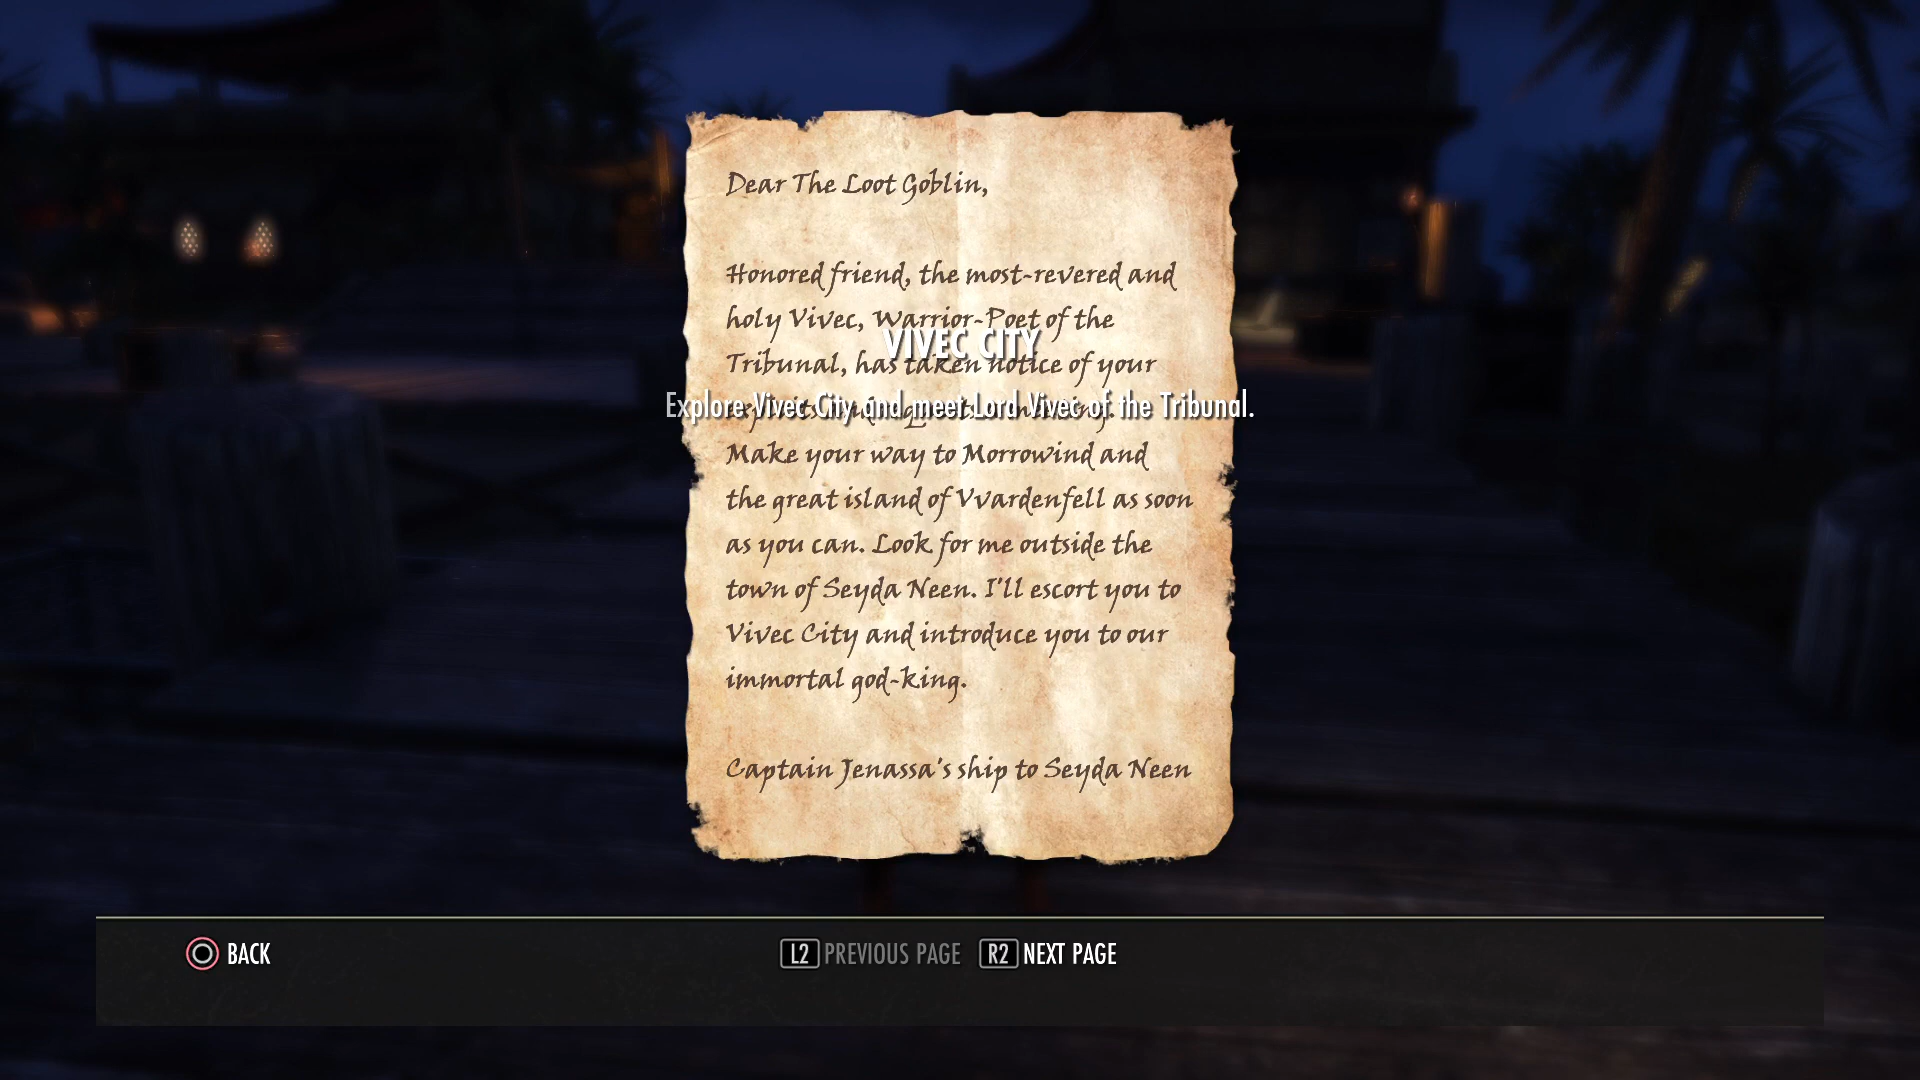 Dear The Loot Goblin,
Honored friend, the most-revered and
holy Vivec, Warrior-Poet of the
VIVEC CITY
Tribunal, has taken notice of your
Explore Vivec City and meet Lord Vivec of the Tribunal.
Make your way to Morrowind and
the great island of Vvardenfell as soon
as you can. Look for me outside the
town of Seyda Neen. I'll escort you to
Vivec City and introduce you to our
immortal god-king.
Captain Jenassa's ship to Seyda Neen
BACK
L2 PREVIOUS PAGE R2 NEXT PAGE